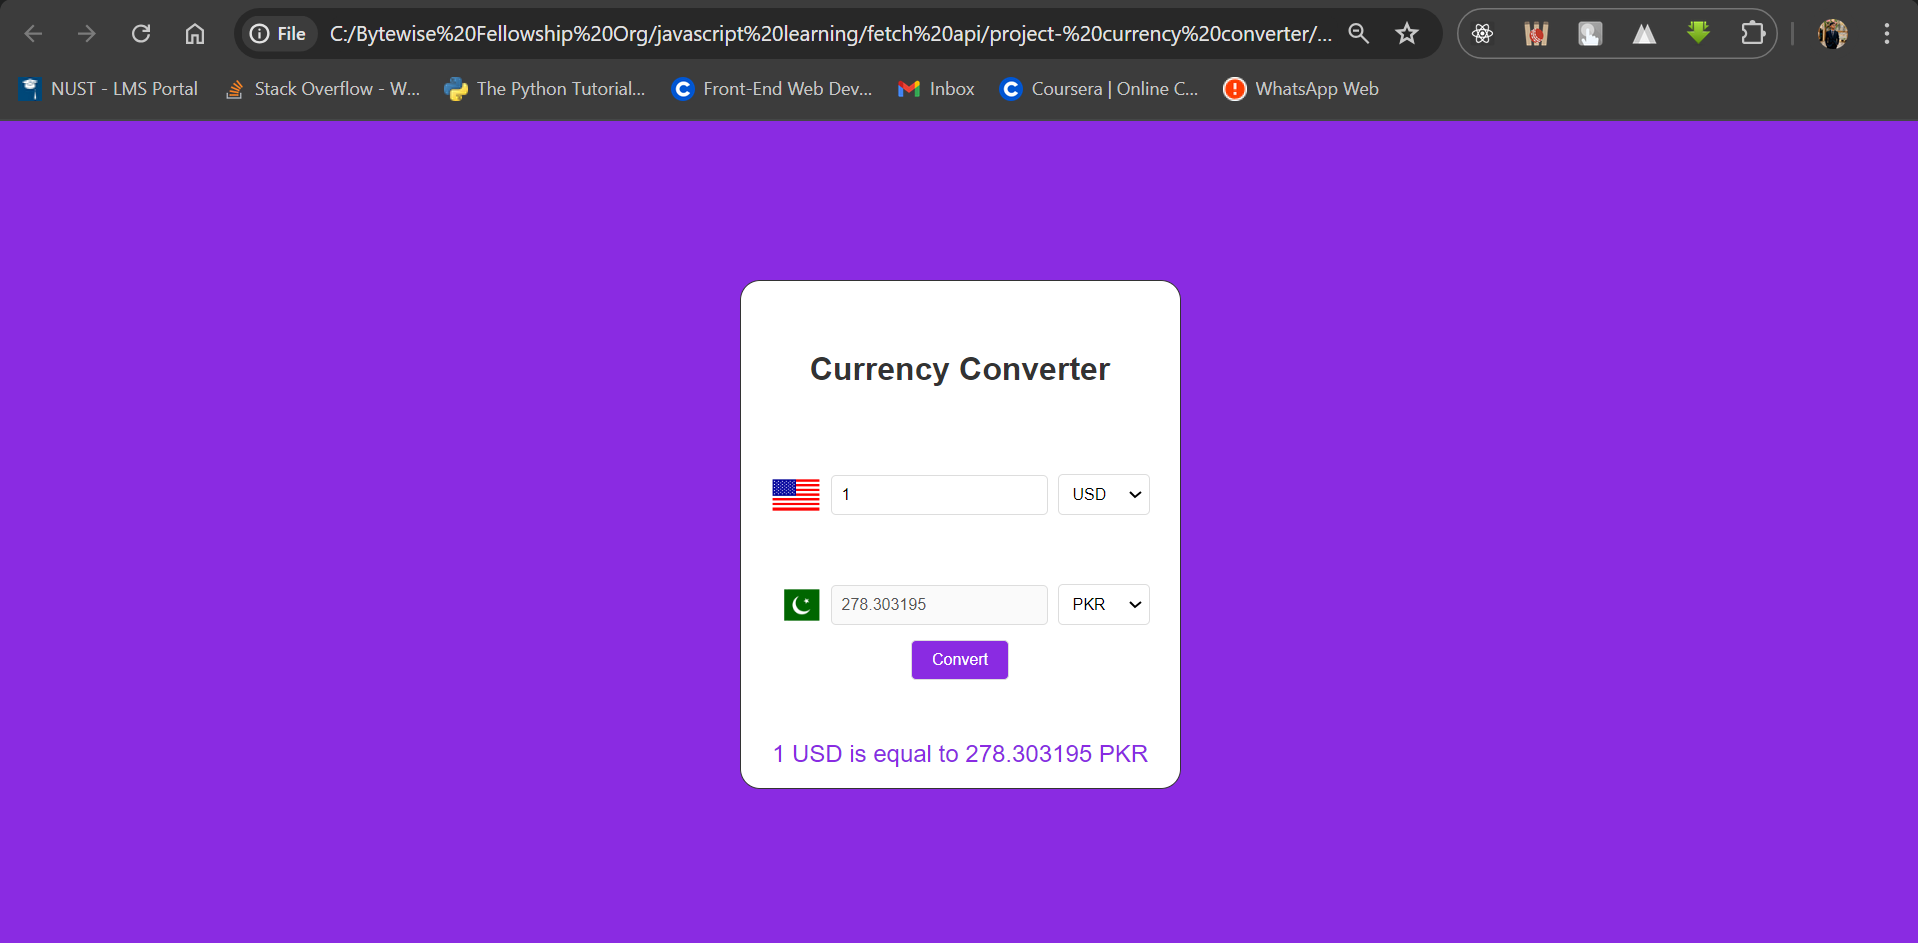 File C:/Bytewise%20Fellowship%20Org/javascript%20learning/fetch%20api/project-%20currency%20converter/...
NUST - LMS Portal Stack Overflow - W... The Python Tutorial... Front-End Web Dev... Inbox Coursera | Online C... WhatsApp Web
Currency Converter
1 USD
278.303195 PKR
Convert
1 USD is equal to 278.303195 PKR